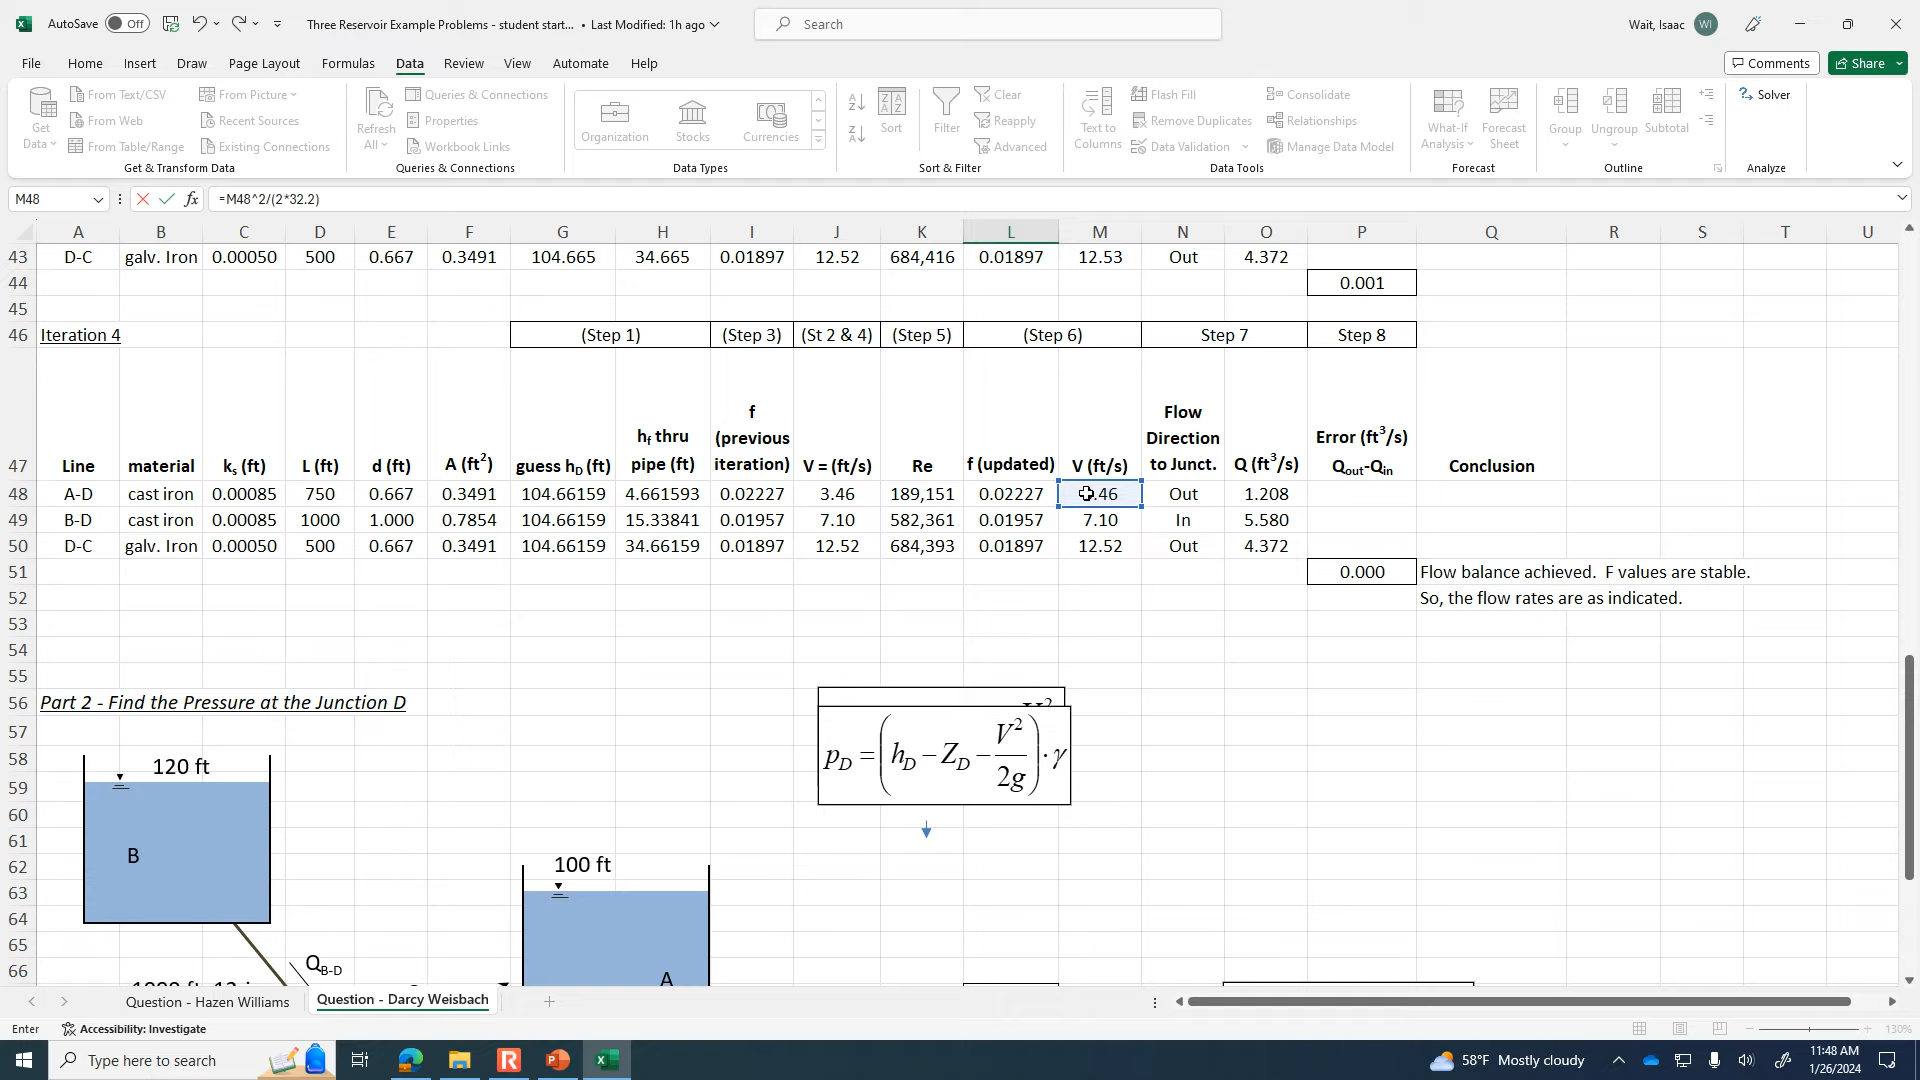 AutoSave Off Three Reservoir Example Problems - student start... • Last Modified: 1h ago Search Wait, Isaac WI
File Home Insert Draw Page Layout Formulas Data Review View Automate Help Comments Share
Get Data
From Text/CSV
From Web
From Table/Range
From Picture
Recent Sources
Existing Connections
Get & Transform Data
Refresh All
Queries & Connections
Properties
Workbook Links
Queries & Connections
Organization Stocks Currencies
Data Types
Sort
Filter
Clear
Reapply
Advanced
Sort & Filter
Text to Columns
Flash Fill
Remove Duplicates
Data Validation
Consolidate
Relationships
Manage Data Model
Data Tools
What-If Analysis
Forecast Sheet
Forecast
Group Ungroup Subtotal
Outline
Solver
Analyze
M48 fx =M48^2/(2*32.2)
A B C D E F G H I J K L M N O P Q R S T U
43 D-C galv. Iron 0.00050 500 0.667 0.3491 104.665 34.665 0.01897 12.52 684,416 0.01897 12.53 Out 4.372
44 0.001
45
46 Iteration 4 (Step 1) (Step 3) (St 2 & 4) (Step 5) (Step 6) Step 7 Step 8
47 Line material ks (ft) L (ft) d (ft) A (ft2) guess hD (ft) hf thru pipe (ft) f (previous iteration) V = (ft/s) Re f (updated) V (ft/s) Flow Direction to Junct. Q (ft3/s) Error (ft3/s) Qout-Qin Conclusion
48 A-D cast iron 0.00085 750 0.667 0.3491 104.66159 4.661593 0.02227 3.46 189,151 0.02227 .46 Out 1.208
49 B-D cast iron 0.00085 1000 1.000 0.7854 104.66159 15.33841 0.01957 7.10 582,361 0.01957 7.10 In 5.580
50 D-C galv. Iron 0.00050 500 0.667 0.3491 104.66159 34.66159 0.01897 12.52 684,393 0.01897 12.52 Out 4.372
51 0.000 Flow balance achieved. F values are stable.
52 So, the flow rates are as indicated.
53
54
55
56 Part 2 - Find the Pressure at the Junction D
57
58
59
60
61
62
63
64
65
66
pD = (hD − ZD − V²/2g) · γ
120 ft
B
100 ft
A
QB-D
Question - Hazen Williams Question - Darcy Weisbach
Enter Accessibility: Investigate 130%
Type here to search 58°F Mostly cloudy 11:48 AM
1/26/2024